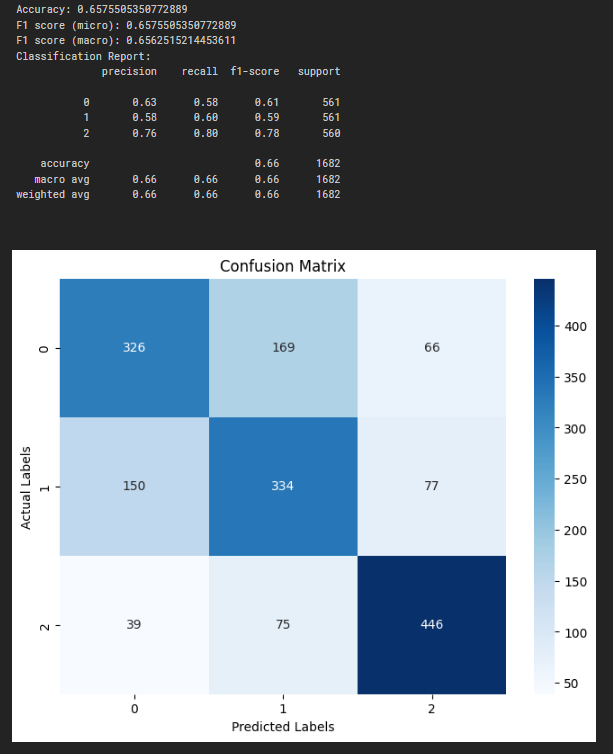 Accuracy: 0.6575505350772889
F1 score (micro): 0.6575505350772889
F1 score (macro): 0.6562515214453611
Classification Report:
precision recall f1-score support
0 0.63 0.58 0.61 561
1 0.58 0.60 0.59 561
2 0.76 0.80 0.78 560
accuracy 0.66 1682
macro avg 0.66 0.66 0.66 1682
weighted avg 0.66 0.66 0.66 1682
Confusion Matrix
0 326 169 66
1 150 334 77
2 39 75 446
0 1 2
Actual Labels
Predicted Labels
400
350
300
250
200
150
100
50